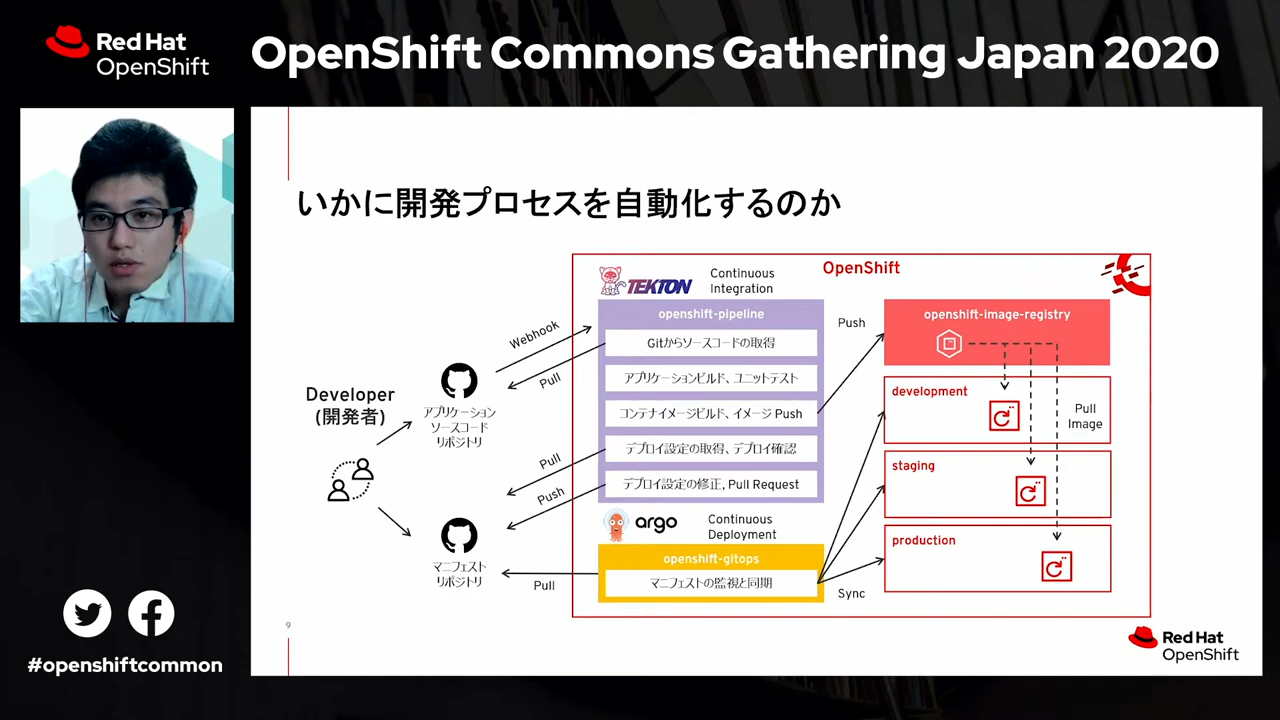 Red Hat
OpenShift
OpenShift Commons Gathering Japan 2020
いかに開発プロセスを自動化するのか
Developer
(開発者)
アプリケーション
ソースコード
リポジトリ
マニフェスト
リポジトリ
Webhook
Pull
Pull
Push
Pull
OpenShift
TEKTON
Continuous
Integration
openshift-pipeline
Gitからソースコードの取得
アプリケーションビルド、ユニットテスト
コンテナイメージビルド、イメージ Push
デプロイ設定の取得、デプロイ確認
デプロイ設定の修正, Pull Request
argo
Continuous
Deployment
openshift-gitops
マニフェストの監視と同期
Push
Sync
openshift-image-registry
development
Pull
Image
staging
production
9
Red Hat
OpenShift
#openshiftcommon